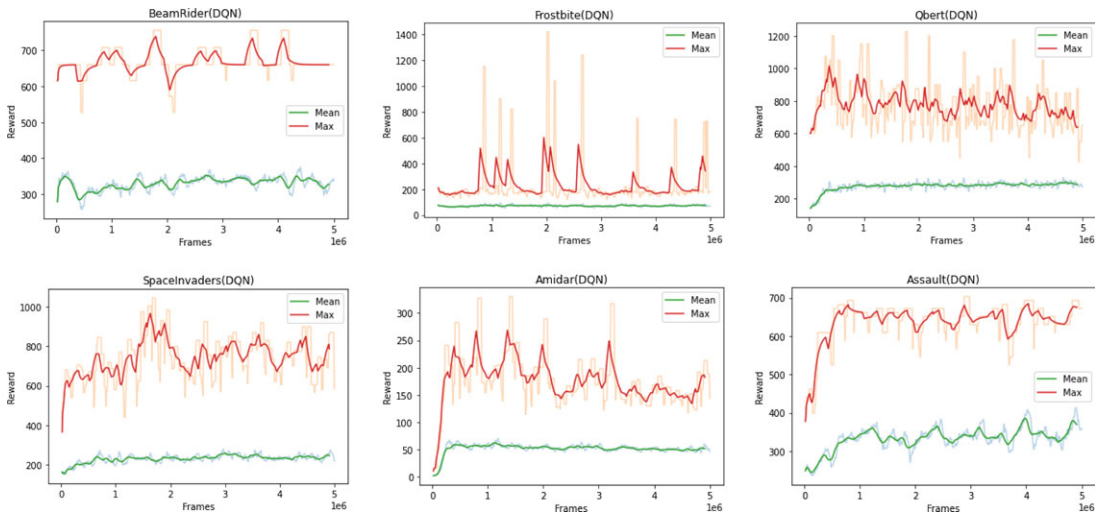 BeamRider(DQN)
Reward
700
600
500
400
300
Mean
Max
0 1 2 3 4 5
Frames
1e6
Frostbite(DQN)
Reward
1400
1200
1000
800
600
400
200
0
Mean
Max
0 1 2 3 4 5
Frames
1e6
Qbert(DQN)
Reward
1200
1000
800
600
400
200
Mean
Max
0 1 2 3 4 5
Frames
1e6
SpaceInvaders(DQN)
Reward
1000
800
600
400
200
Mean
Max
0 1 2 3 4 5
Frames
1e6
Amidar(DQN)
Reward
300
250
200
150
100
50
0
Mean
Max
0 1 2 3 4 5
Frames
1e6
Assault(DQN)
Reward
700
600
500
400
300
Mean
Max
0 1 2 3 4 5
Frames
1e6